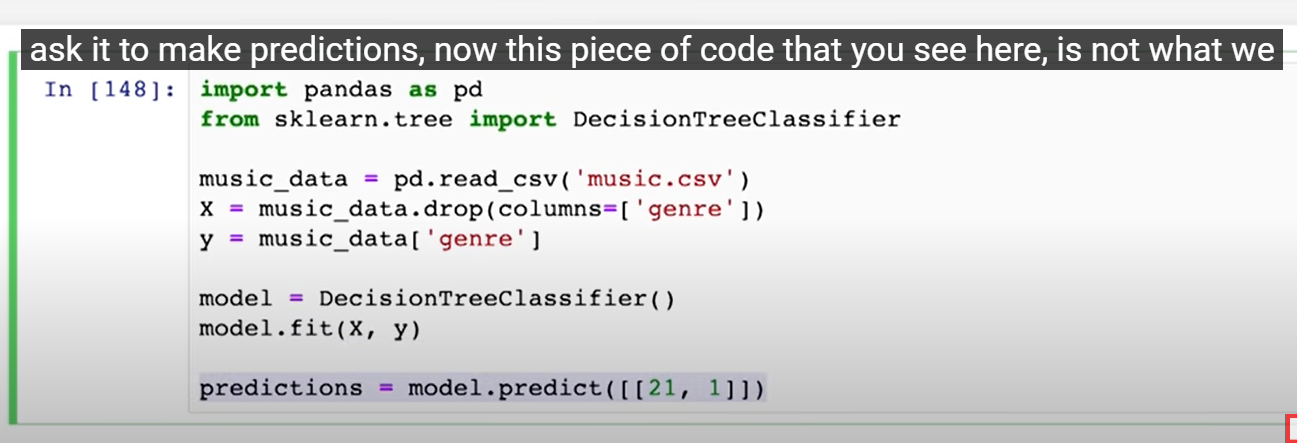 ask it to make predictions, now this piece of code that you see here, is not what we
In [148]: import pandas as pd
from sklearn.tree import DecisionTreeClassifier
music_data = pd.read_csv('music.csv')
X = music_data.drop(columns=['genre'])
y = music_data['genre']
model = DecisionTreeClassifier()
model.fit(X, y)
predictions = model.predict([[21, 1]])